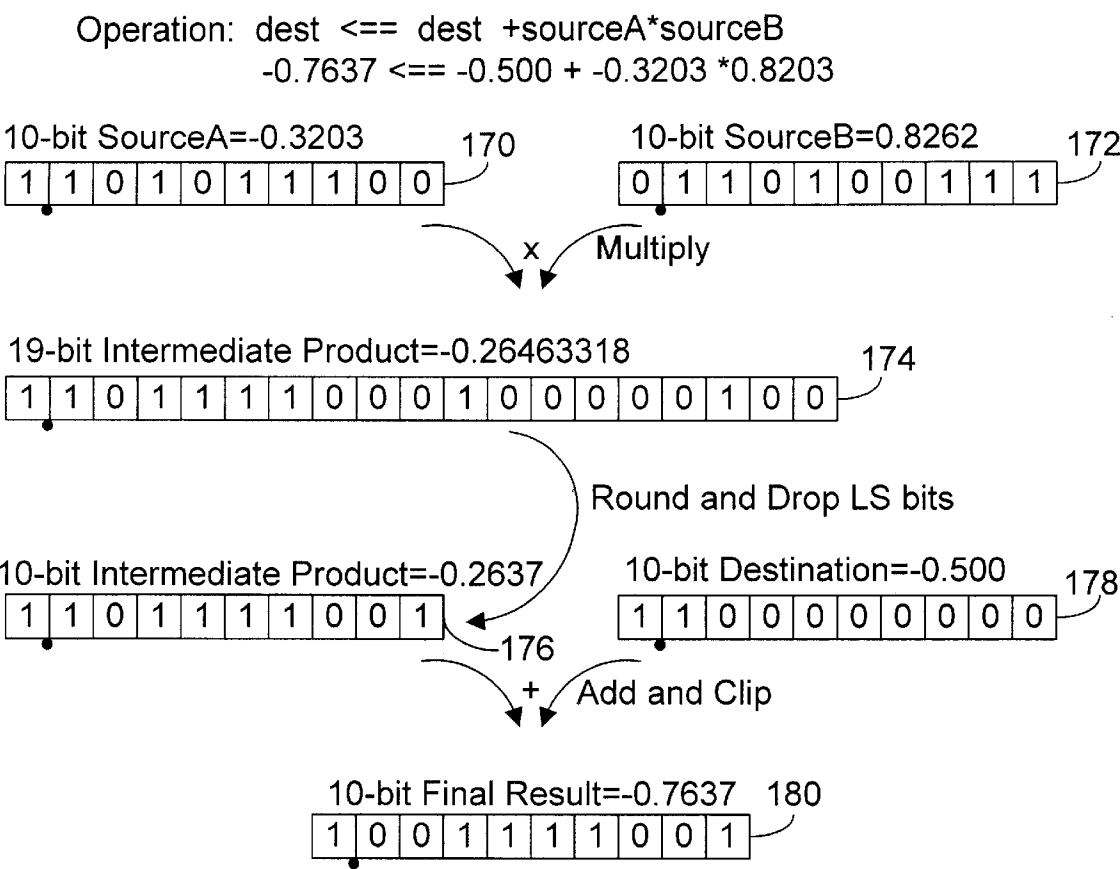 Operation: dest <== dest +sourceA*sourceB
-0.7637 <== -0.500 + -0.3203 *0.8203
10-bit SourceA=-0.3203 170
1 1 0 1 0 1 1 1 0 0
10-bit SourceB=0.8262 172
0 1 1 0 1 0 0 1 1 1
x Multiply
19-bit Intermediate Product=-0.26463318 174
1 1 0 1 1 1 1 0 0 0 1 0 0 0 0 0 1 0 0
Round and Drop LS bits
10-bit Intermediate Product=-0.2637
1 1 0 1 1 1 1 0 0 1
176
10-bit Destination=-0.500 178
1 1 0 0 0 0 0 0 0 0
+ Add and Clip
10-bit Final Result=-0.7637 180
1 0 0 1 1 1 1 0 0 1